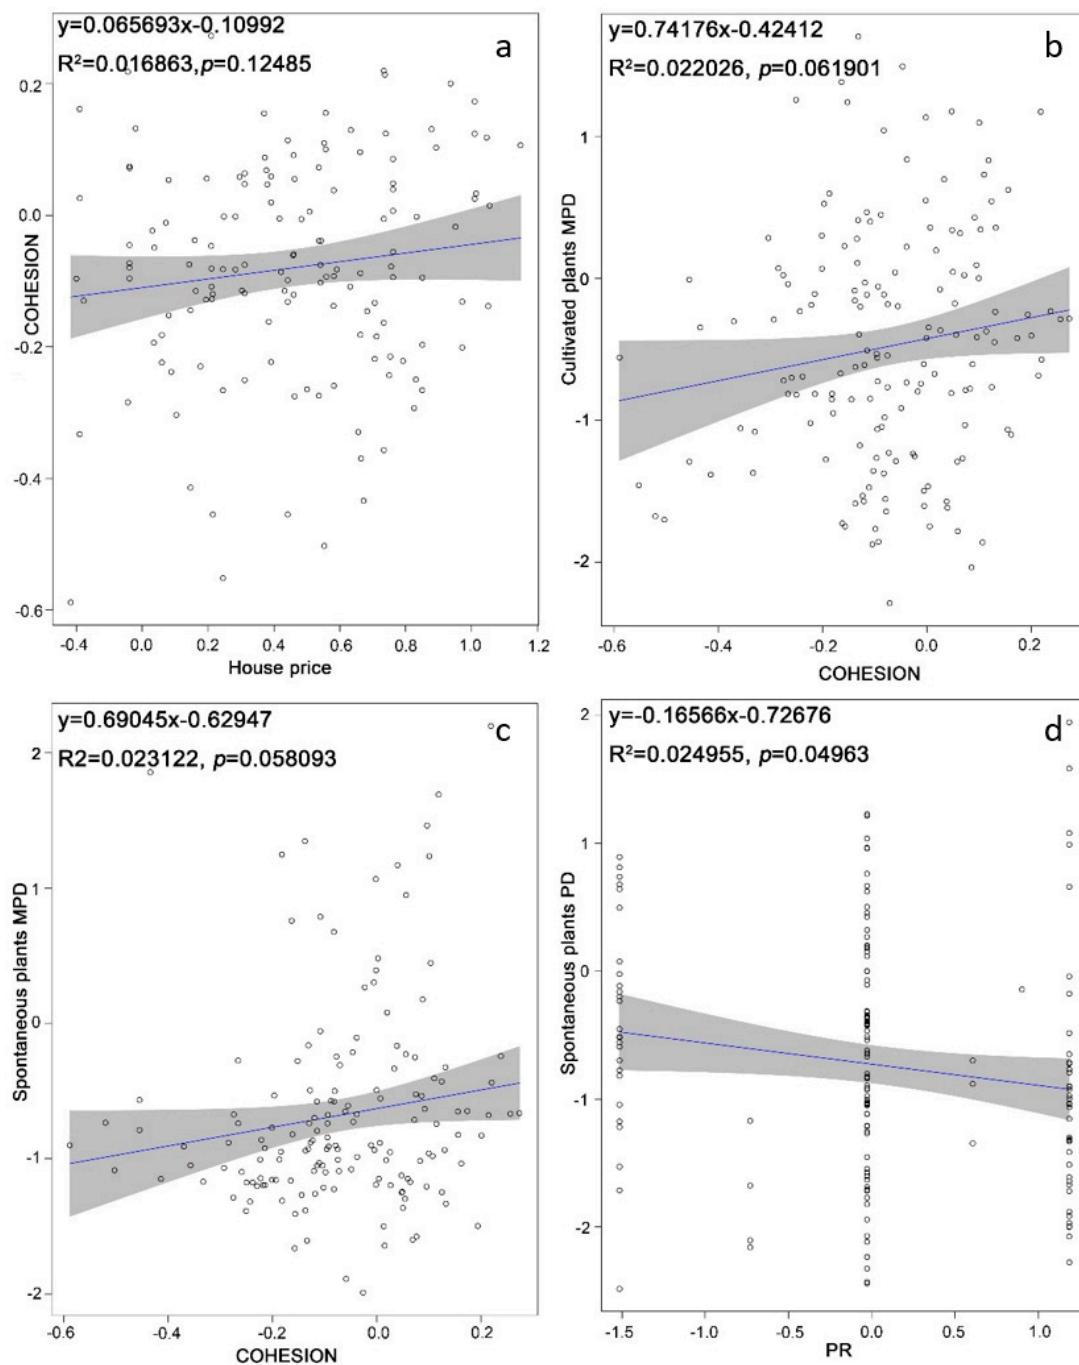 y=0.065693x-0.10992
a
R²=0.016863,p=0.12485
0.2
0.0
-0.2
-0.4
-0.6
COHESION
-0.4 0.0 0.2 0.4 0.6 0.8 1.0 1.2
House price
y=0.74176x-0.42412
b
R²=0.022026, p=0.061901
1
0
-1
-2
Cultivated plants MPD
-0.6 -0.4 -0.2 0.0 0.2
COHESION
y=0.69045x-0.62947
c
R2=0.023122, p=0.058093
2
1
0
-1
-2
Spontaneous plants MPD
-0.6 -0.4 -0.2 0.0 0.2
COHESION
y=-0.16566x-0.72676
d
R²=0.024955, p=0.04963
2
1
0
-1
-2
Spontaneous plants PD
-1.5 -1.0 -0.5 0.0 0.5 1.0
PR